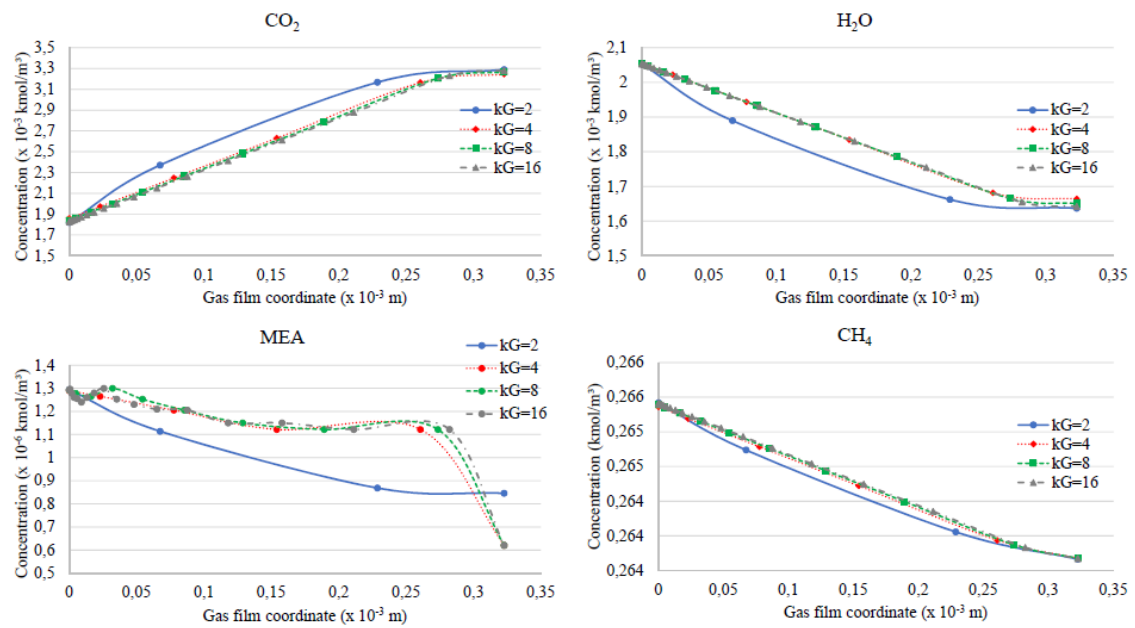 CO₂
3,5
3,3
3,1
2,9
2,7
2,5
2,3
2,1
1,9
1,7
1,5
0 0,05 0,1 0,15 0,2 0,25 0,3 0,35
Concentration (x 10⁻³ kmol/m³)
Gas film coordinate (x 10⁻³ m)
kG=2
kG=4
kG=8
kG=16
H₂O
2,1
2,0
1,9
1,8
1,7
1,6
1,5
0 0,05 0,1 0,15 0,2 0,25 0,3 0,35
Concentration (x 10⁻³ kmol/m³)
Gas film coordinate (x 10⁻³ m)
kG=2
kG=4
kG=8
kG=16
MEA
1.4
1.3
1.2
1.1
1
0,9
0,8
0,7
0,6
0,5
0 0,05 0,1 0,15 0,2 0,25 0,3 0,35
Concentration (x 10⁻⁶ kmol/m³)
Gas film coordinate (x 10⁻³ m)
kG=2
kG=4
kG=8
kG=16
CH₄
0,266
0,266
0,265
0,265
0,264
0,264
0,264
0 0,05 0,1 0,15 0,2 0,25 0,3 0,35
Concentration (kmol/m³)
Gas film coordinate (x 10⁻³ m)
kG=2
kG=4
kG=8
kG=16